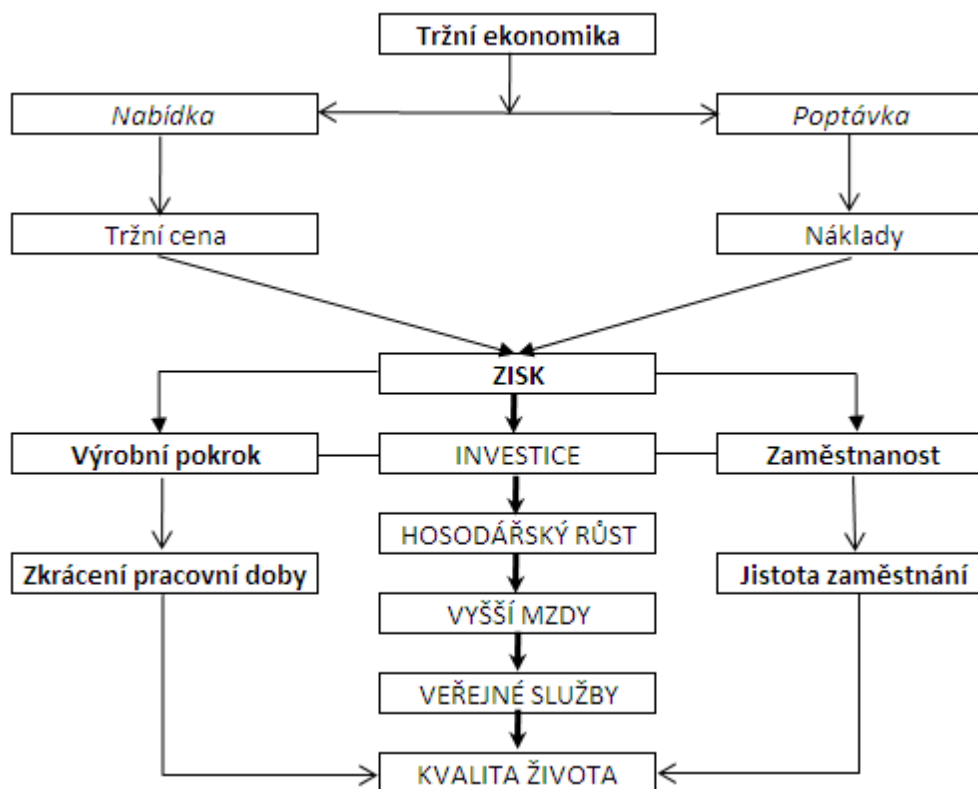 Tržní ekonomika
Nabídka
Poptávka
Tržní cena
Náklady
ZISK
Výrobní pokrok
INVESTICE
Zaměstnanost
HOSODÁŘSKÝ RŮST
Zkrácení pracovní doby
Jistota zaměstnání
VYŠŠÍ MZDY
VEŘEJNÉ SLUŽBY
KVALITA ŽIVOTA